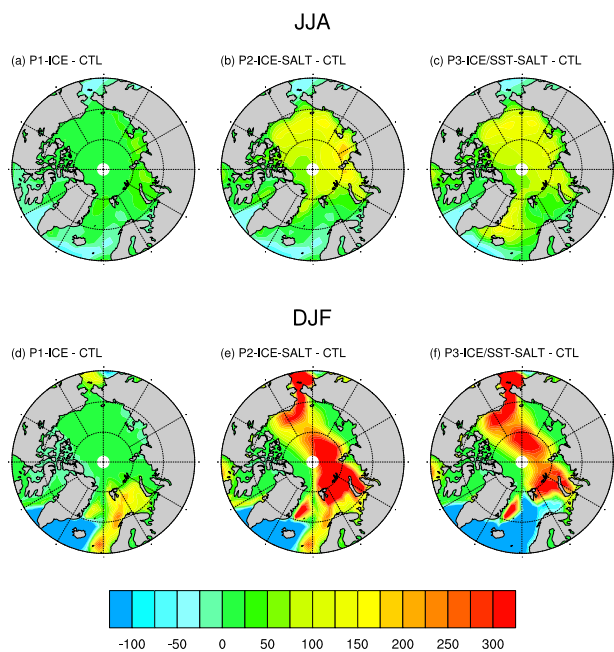 JJA
(a) P1-ICE - CTL
(b) P2-ICE-SALT - CTL
(c) P3-ICE/SST-SALT - CTL
DJF
(d) P1-ICE - CTL
(e) P2-ICE-SALT - CTL
(f) P3-ICE/SST-SALT - CTL
-100 -50 0 50 100 150 200 250 300